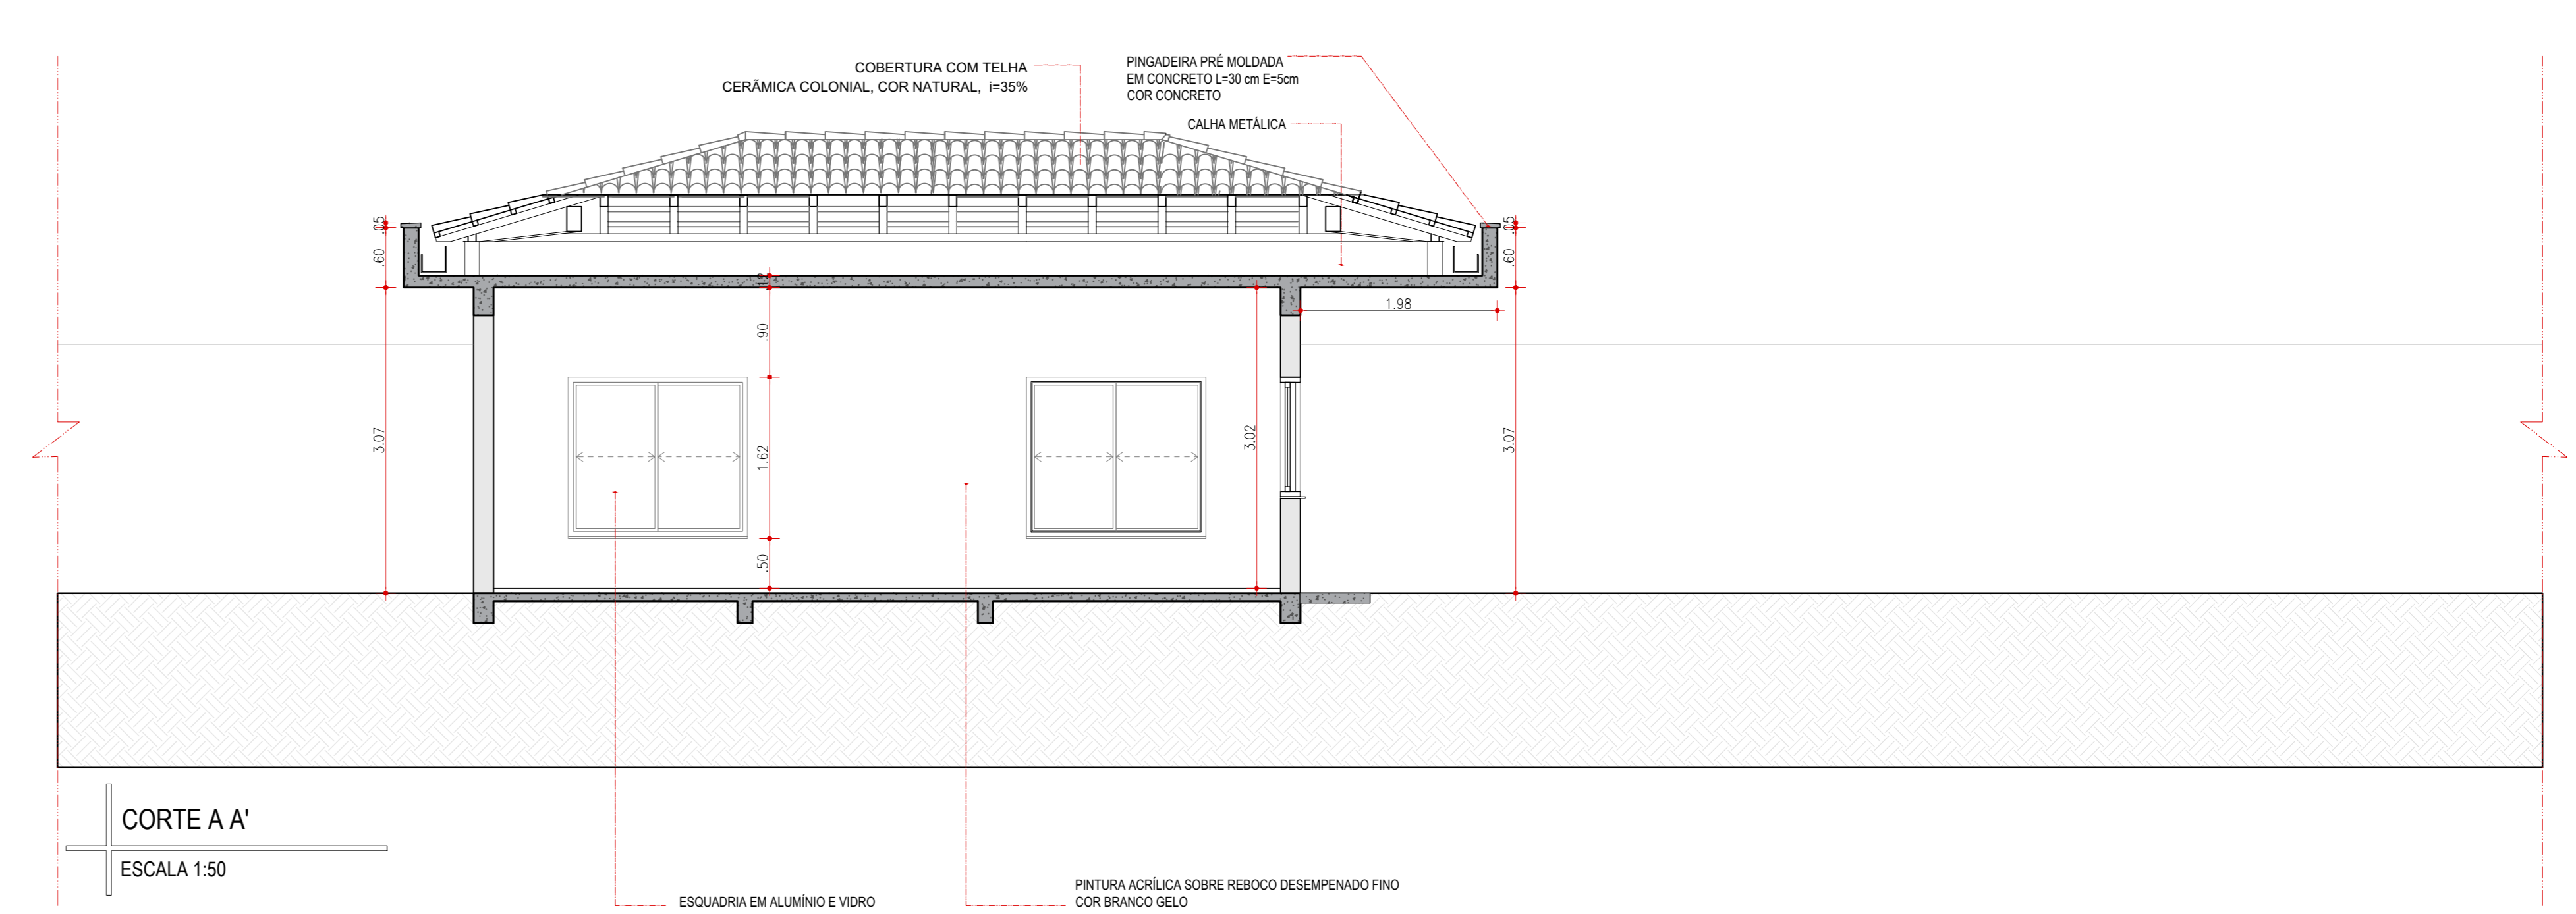 COBERTURA COM TELHA
CERÃMICA COLONIAL, COR NATURAL, i=35%
PINGADEIRA PRÉ MOLDADA
EM CONCRETO L=30 cm E=5cm
COR CONCRETO
CALHA METÁLICA
.05
.60
.05
.60
1.98
.90
3.07
1.62
3.02
3.07
.50
CORTE A A'
ESCALA 1:50
ESQUADRIA EM ALUMÍNIO E VIDRO
PINTURA ACRÍLICA SOBRE REBOCO DESEMPENADO FINO
COR BRANCO GELO